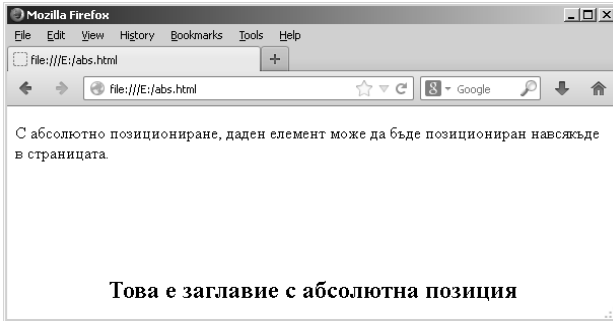 Mozilla Firefox
File Edit View History Bookmarks Tools Help
file:///E:/abs.html +
file:///E:/abs.html Google
С абсолютно позициониране, даден елемент може да бъде позициониран навсякъде
в страницата.
Това е заглавие с абсолютна позиция